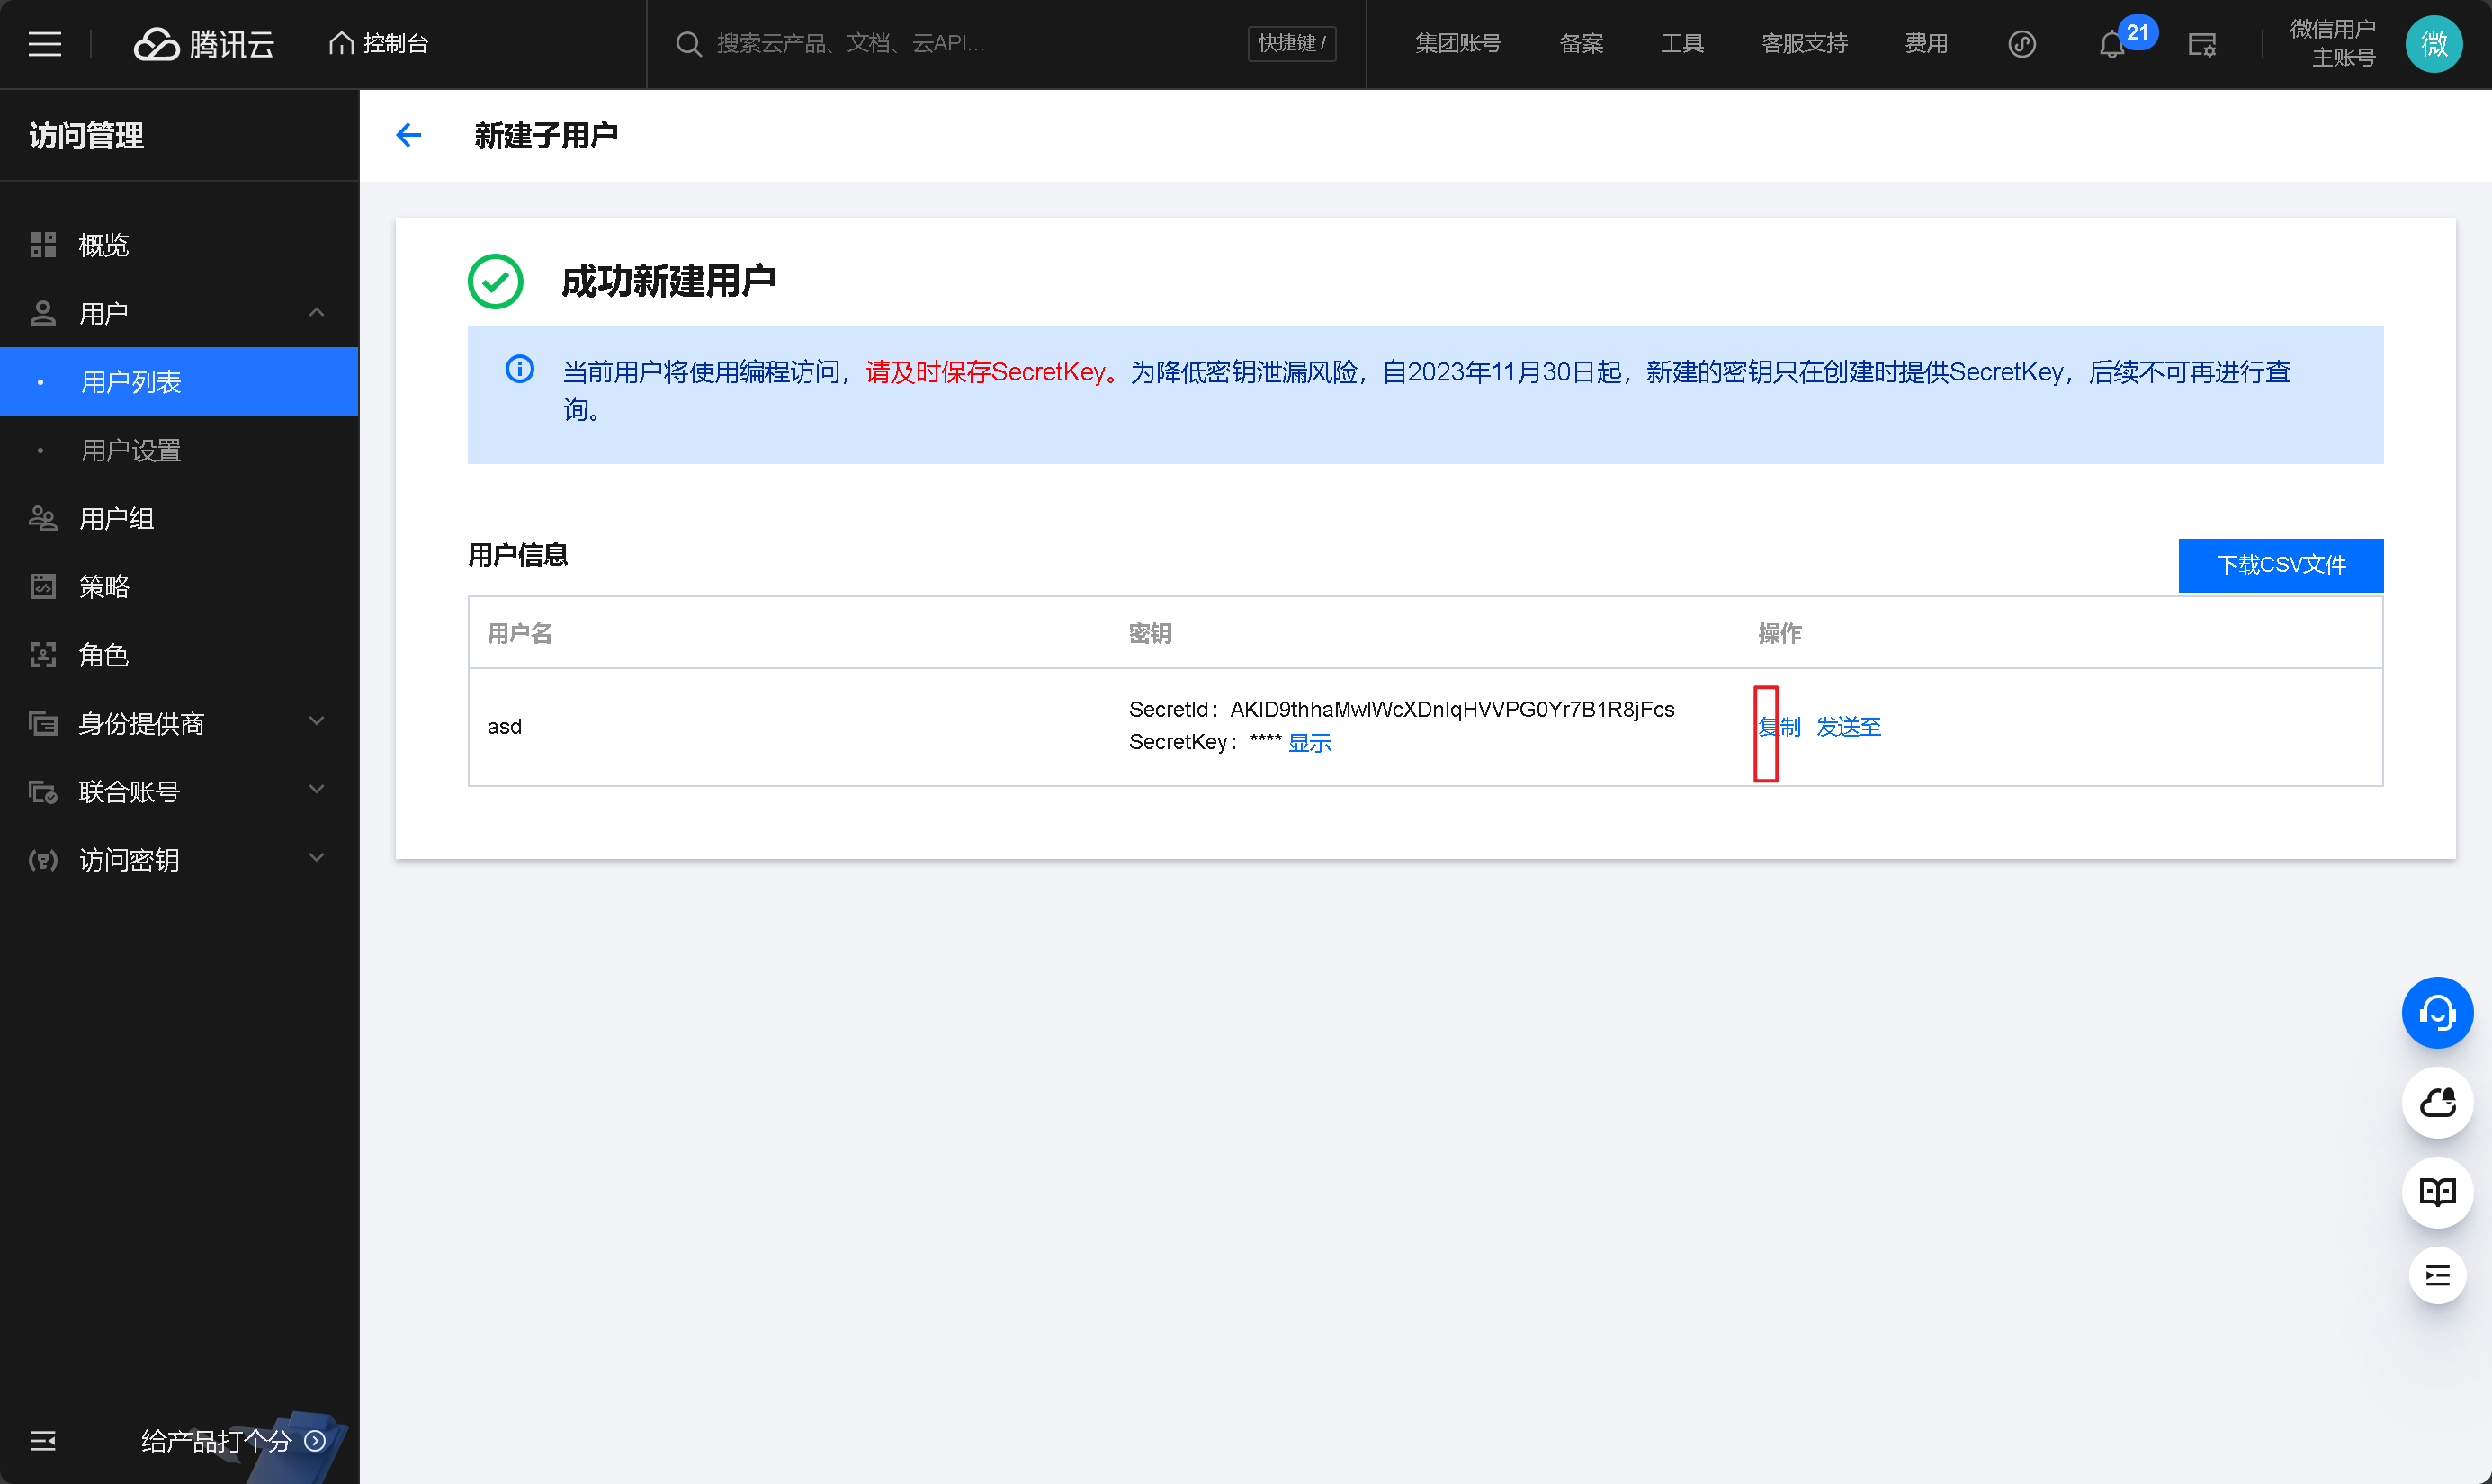 腾讯云
控制台
搜索云产品、文档、云API...
快捷键 /
集团账号
备案
工具
客服支持
费用
21
微信用户
主账号
微
访问管理
概览
用户
用户列表
用户设置
用户组
策略
角色
身份提供商
联合账号
访问密钥
给产品打个分
新建子用户
成功新建用户
当前用户将使用编程访问，请及时保存SecretKey。为降低密钥泄漏风险，自2023年11月30日起，新建的密钥只在创建时提供SecretKey，后续不可再进行查
询。
用户信息
下载CSV文件
用户名
密钥
操作
asd
SecretId：AKID9thhaMwlWcXDnIqHVVPG0Yr7B1R8jFcs
SecretKey：**** 显示
复制 发送至